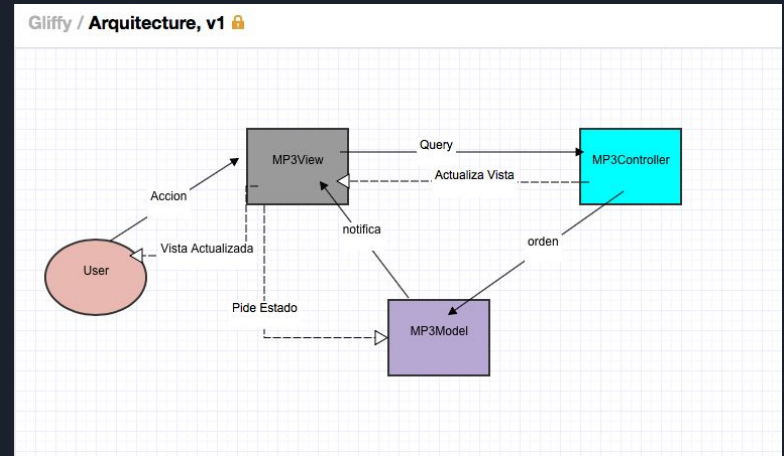 Gliffy / Arquitecture, v1
MP3View
Query
MP3Controller
Actualiza Vista
Accion
notifica
orden
Vista Actualizada
User
Pide Estado
MP3Model